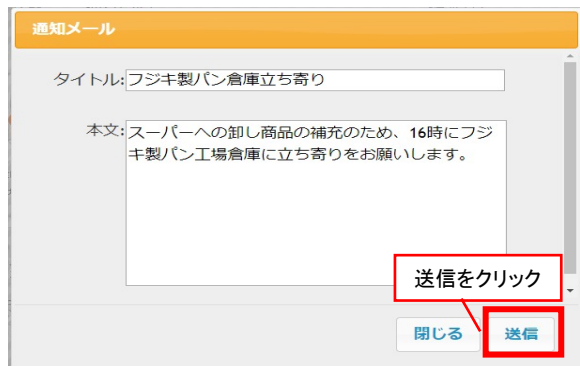 通知メール
タイトル:フジキ製パン倉庫立ち寄り
本文:スーパーへの卸し商品の補充のため、16時にフジ
キ製パン工場倉庫に立ち寄りをお願いします。
送信をクリック
閉じる 送信